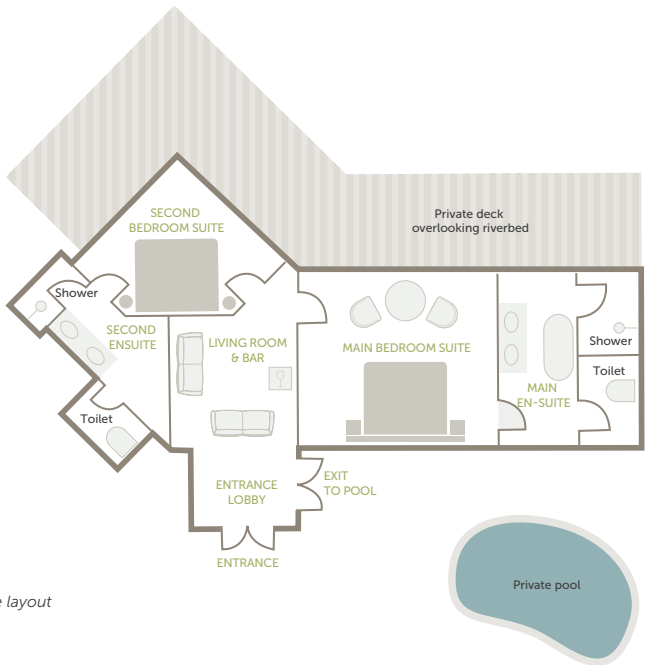 Private deck
overlooking riverbed
SECOND
BEDROOM SUITE
Shower
SECOND
ENSUITE
LIVING ROOM
& BAR
MAIN BEDROOM SUITE
Shower
Toilet
MAIN
EN-SUITE
Toilet
ENTRANCE
LOBBY
EXIT
TO POOL
ENTRANCE
Private pool
layout